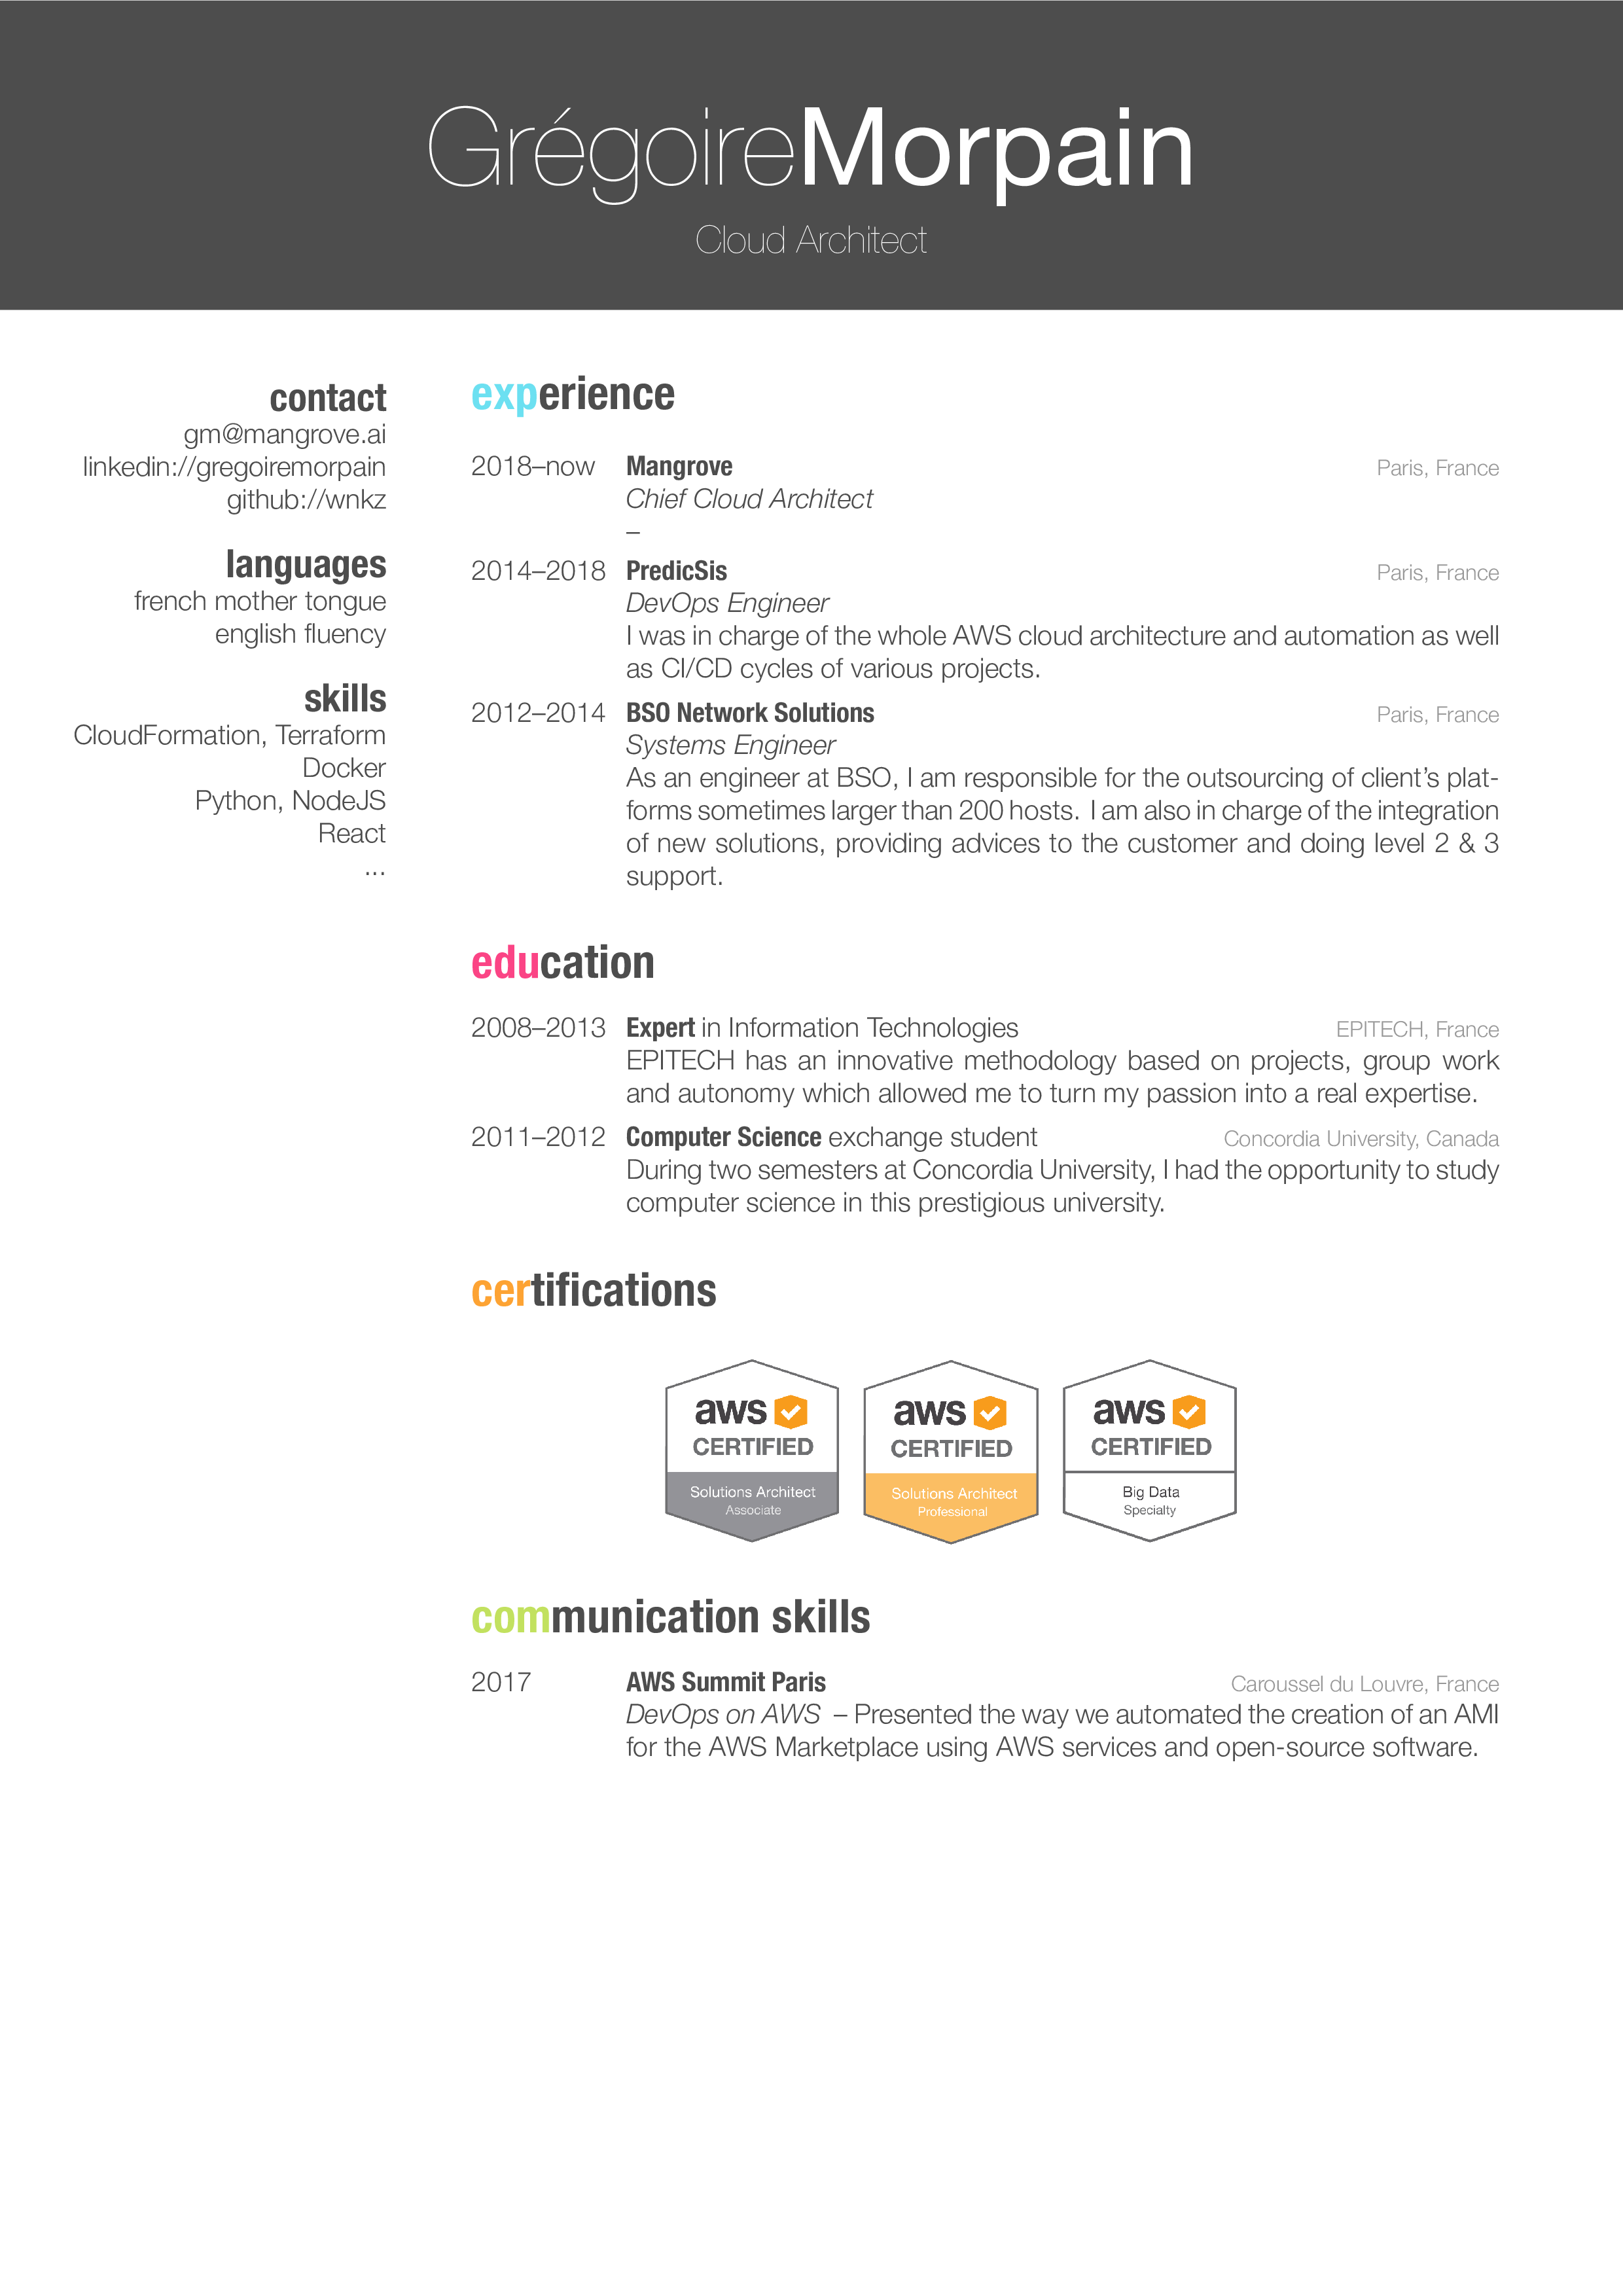 GrégoireMorpain
Cloud Architect
contact
gm@mangrove.ai
linkedin://gregoiremorpain
github://wnkz
languages
french mother tongue
english fluency
skills
CloudFormation, Terraform
Docker
Python, NodeJS
React
...
experience
2018–now Mangrove Paris, France
Chief Cloud Architect
–
2014–2018 PredicSis Paris, France
DevOps Engineer
I was in charge of the whole AWS cloud architecture and automation as well
as CI/CD cycles of various projects.
2012–2014 BSO Network Solutions Paris, France
Systems Engineer
As an engineer at BSO, I am responsible for the outsourcing of client’s plat-
forms sometimes larger than 200 hosts. I am also in charge of the integration
of new solutions, providing advices to the customer and doing level 2 & 3
support.
education
2008–2013 Expert in Information Technologies EPITECH, France
EPITECH has an innovative methodology based on projects, group work
and autonomy which allowed me to turn my passion into a real expertise.
2011–2012 Computer Science exchange student Concordia University, Canada
During two semesters at Concordia University, I had the opportunity to study
computer science in this prestigious university.
certifications
aws
CERTIFIED
Solutions Architect
Associate
aws
CERTIFIED
Solutions Architect
Professional
aws
CERTIFIED
Big Data
Specialty
communication skills
2017 AWS Summit Paris Caroussel du Louvre, France
DevOps on AWS – Presented the way we automated the creation of an AMI
for the AWS Marketplace using AWS services and open-source software.